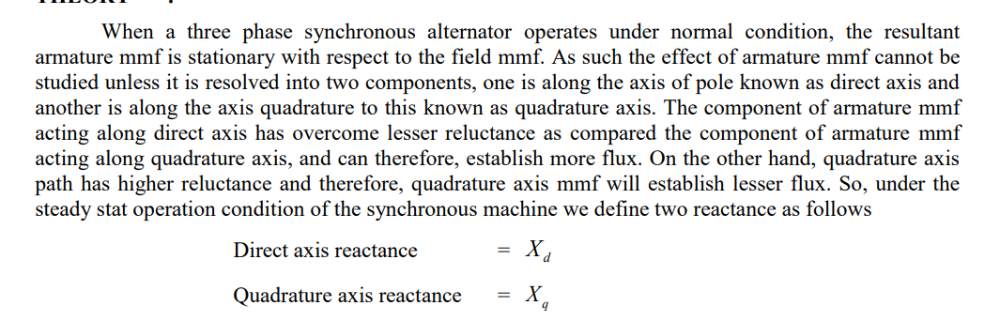 When a three phase synchronous alternator operates under normal condition, the resultant
armature mmf is stationary with respect to the field mmf. As such the effect of armature mmf cannot be
studied unless it is resolved into two components, one is along the axis of pole known as direct axis and
another is along the axis quadrature to this known as quadrature axis. The component of armature mmf
acting along direct axis has overcome lesser reluctance as compared the component of armature mmf
acting along quadrature axis, and can therefore, establish more flux. On the other hand, quadrature axis
path has higher reluctance and therefore, quadrature axis mmf will establish lesser flux. So, under the
steady stat operation condition of the synchronous machine we define two reactance as follows
Direct axis reactance = X_d
Quadrature axis reactance = X_q